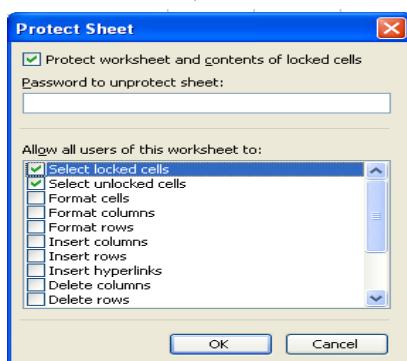 Protect Sheet
Protect worksheet and contents of locked cells
Password to unprotect sheet:
Allow all users of this worksheet to:
Select locked cells
Select unlocked cells
Format cells
Format columns
Format rows
Insert columns
Insert rows
Insert hyperlinks
Delete columns
Delete rows
OK Cancel